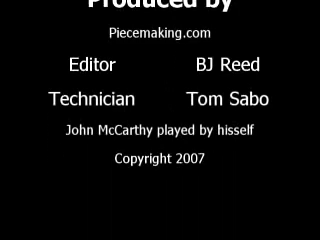 Produced by
Piecemaking.com
Editor BJ Reed
Technician Tom Sabo
John McCarthy played by hisself
Copyright 2007